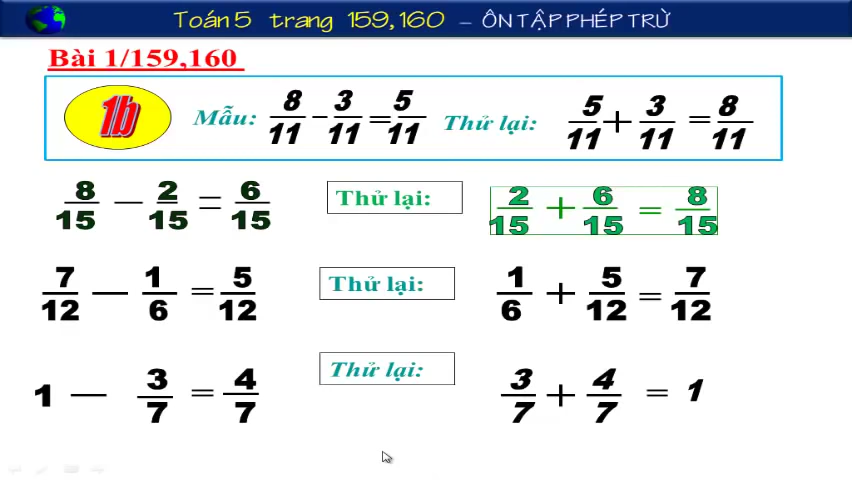 Toán 5 trang 159,160 – ÔN TẬP PHÉP TRỪ
Bài 1/159,160
1b Mẫu: 8/11 – 3/11 = 5/11 Thử lại: 5/11 + 3/11 = 8/11
8/15 – 2/15 = 6/15 Thử lại: 2/15 + 6/15 = 8/15
7/12 – 1/6 = 5/12 Thử lại: 1/6 + 5/12 = 7/12
1 – 3/7 = 4/7 Thử lại: 3/7 + 4/7 = 1